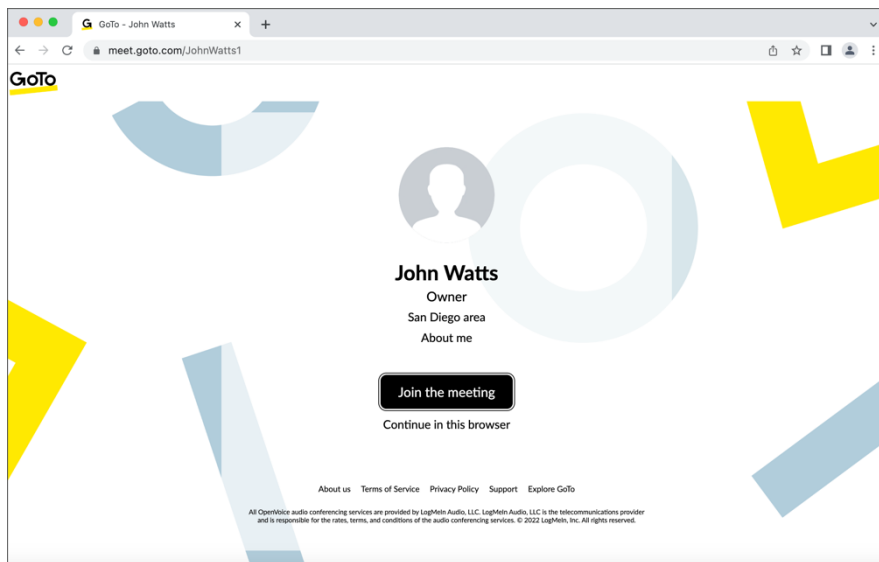 G GoTo - John Watts
meet.goto.com/JohnWatts1
GoTo
John Watts
Owner
San Diego area
About me
Join the meeting
Continue in this browser
About us Terms of Service Privacy Policy Support Explore GoTo
All OpenVoice audio conferencing services are provided by LogMeIn Audio, LLC. LogMeIn Audio, LLC is the telecommunications provider
and is responsible for the rates, terms, and conditions of the audio conferencing services. © 2022 LogMeIn, Inc. All rights reserved.